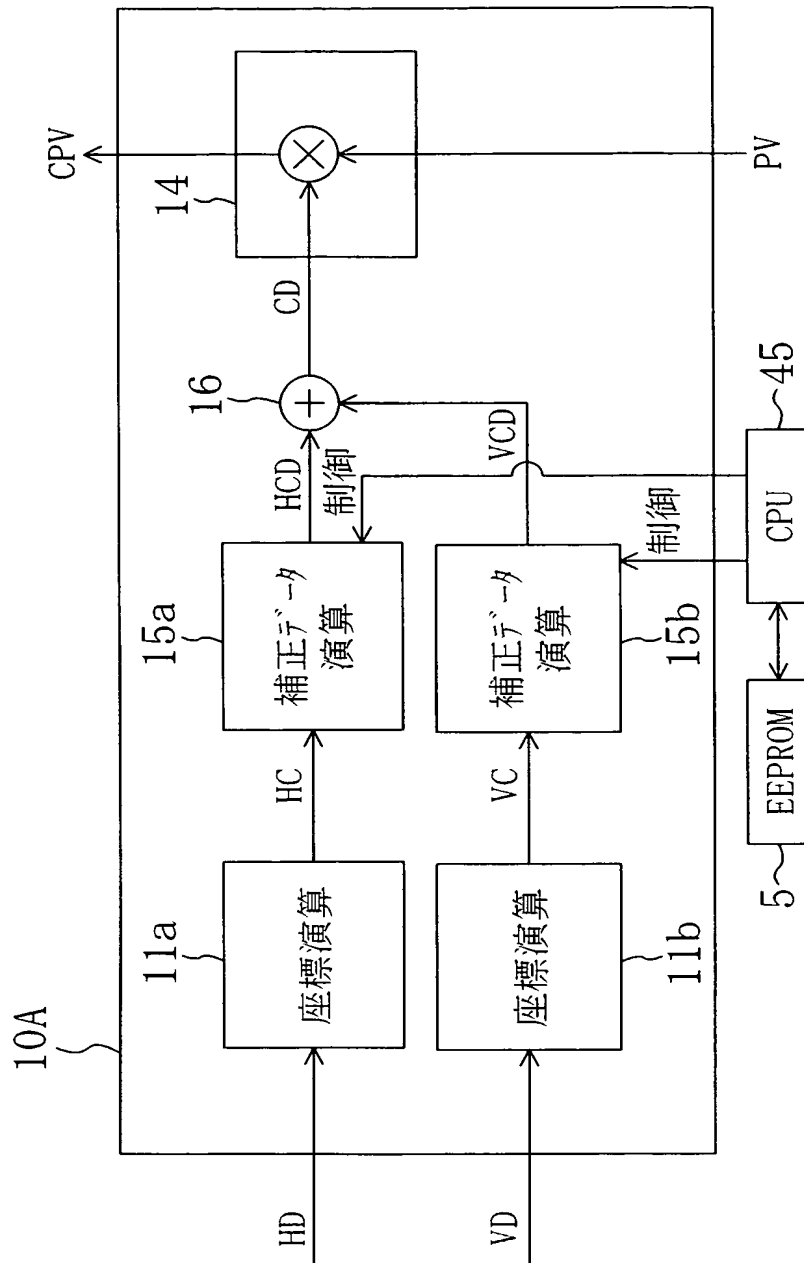 10A
HD
11a
座標演算
HC
15a
補正データ
演算
HCD
制御
16
CD
14
CPV
PV
VD
11b
座標演算
VC
15b
補正データ
演算
VCD
制御
5
EEPROM
CPU
45